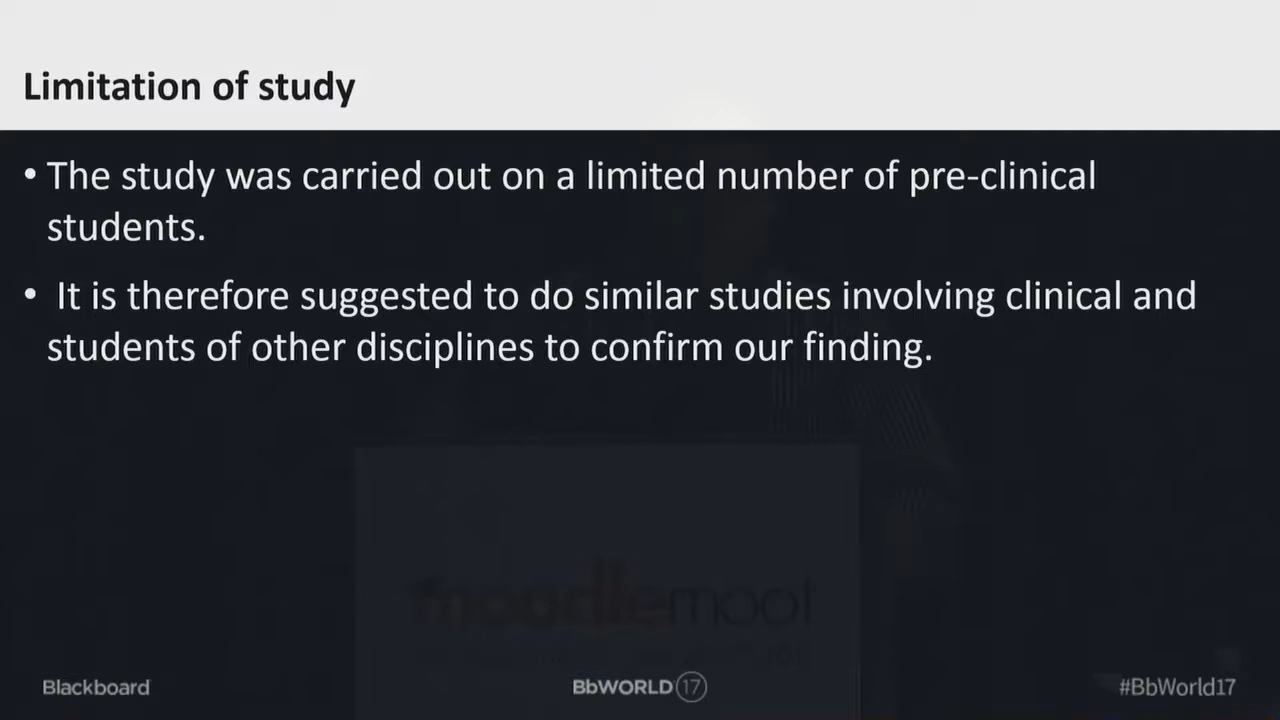 Limitation of study
• The study was carried out on a limited number of pre-clinical
students.
• It is therefore suggested to do similar studies involving clinical and
students of other disciplines to confirm our finding.
moodlemoot
Blackboard
BbWORLD 17
#BbWorld17